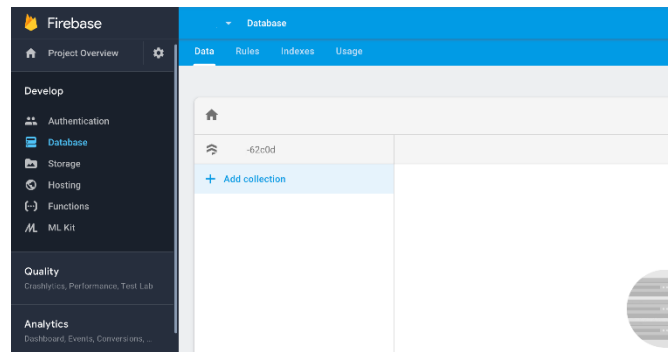 Firebase
Database
Project Overview
Data Rules Indexes Usage
Develop
Authentication
Database
-62c0d
Storage
Add collection
Hosting
Functions
ML Kit
Quality
Crashlytics, Performance, Test Lab
Analytics
Dashboard, Events, Conversions, ...